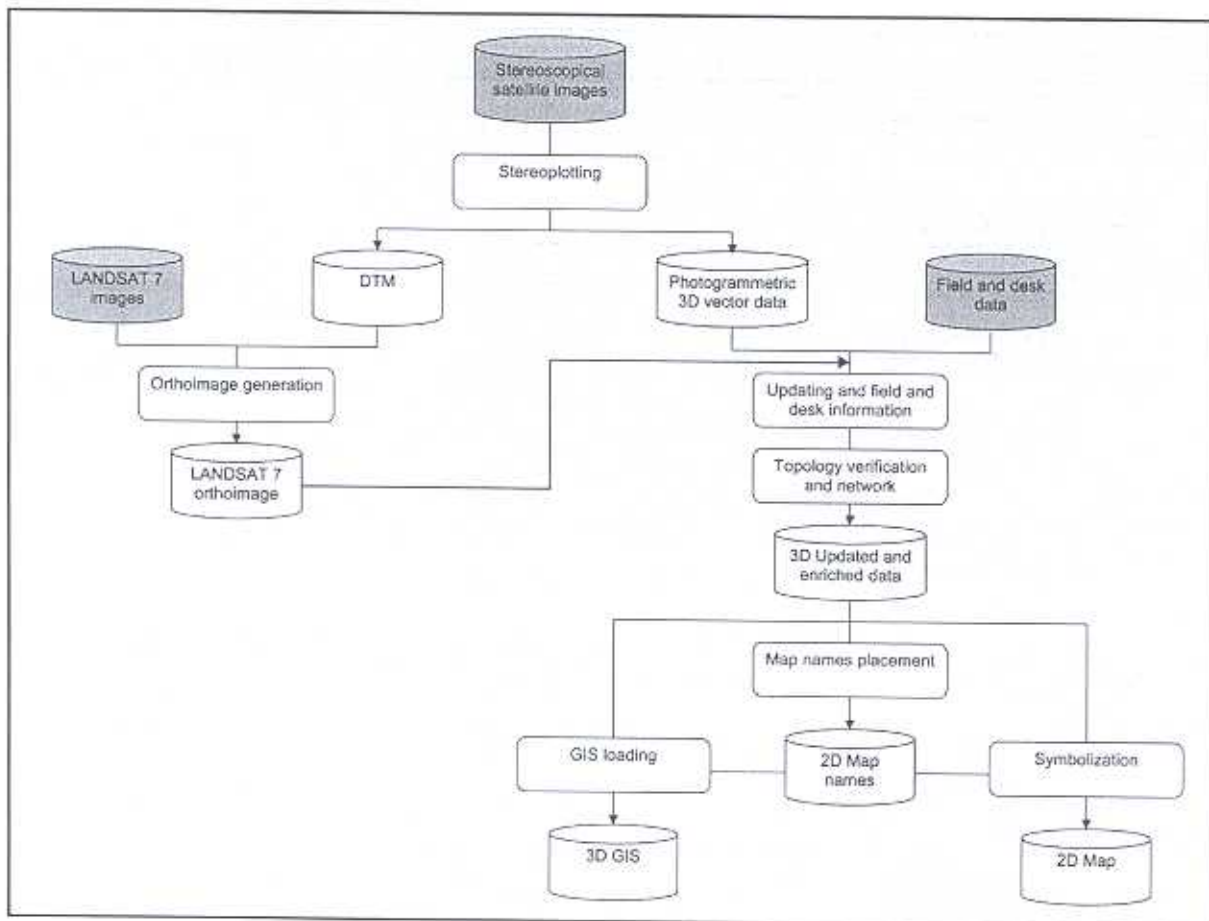 Stereoscopical
satellite images
Stereoplotting
LANDSAT 7
images
DTM
Photogrammetric
3D vector data
Field and desk
data
Orthoimage generation
Updating and field and
desk information
LANDSAT 7
orthoimage
Topology verification
and network
3D Updated and
enriched data
Map names placement
GIS loading
2D Map
names
Symbolization
3D GIS
2D Map